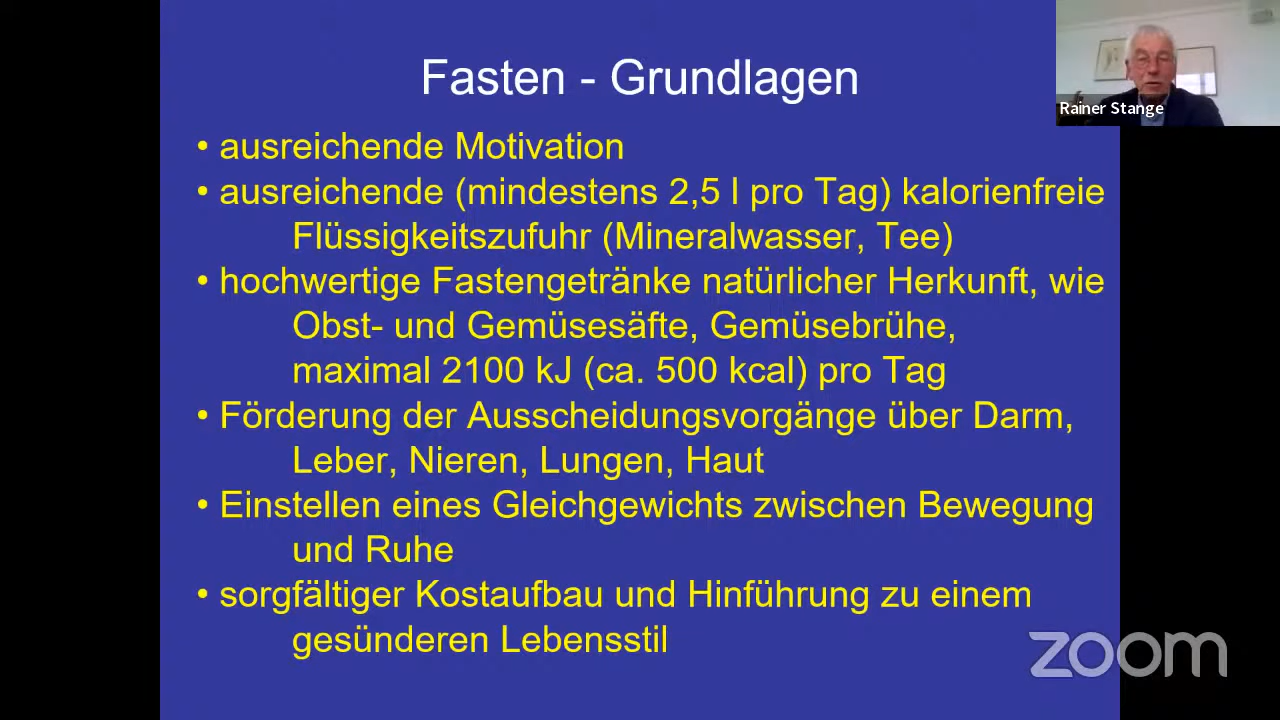 Fasten - Grundlagen
• ausreichende Motivation
• ausreichende (mindestens 2,5 l pro Tag) kalorienfreie
Flüssigkeitszufuhr (Mineralwasser, Tee)
• hochwertige Fastengetränke natürlicher Herkunft, wie
Obst- und Gemüsesäfte, Gemüsebrühe,
maximal 2100 kJ (ca. 500 kcal) pro Tag
• Förderung der Ausscheidungsvorgänge über Darm,
Leber, Nieren, Lungen, Haut
• Einstellen eines Gleichgewichts zwischen Bewegung
und Ruhe
• sorgfältiger Kostaufbau und Hinführung zu einem
gesünderen Lebensstil
Rainer Stange
zoom